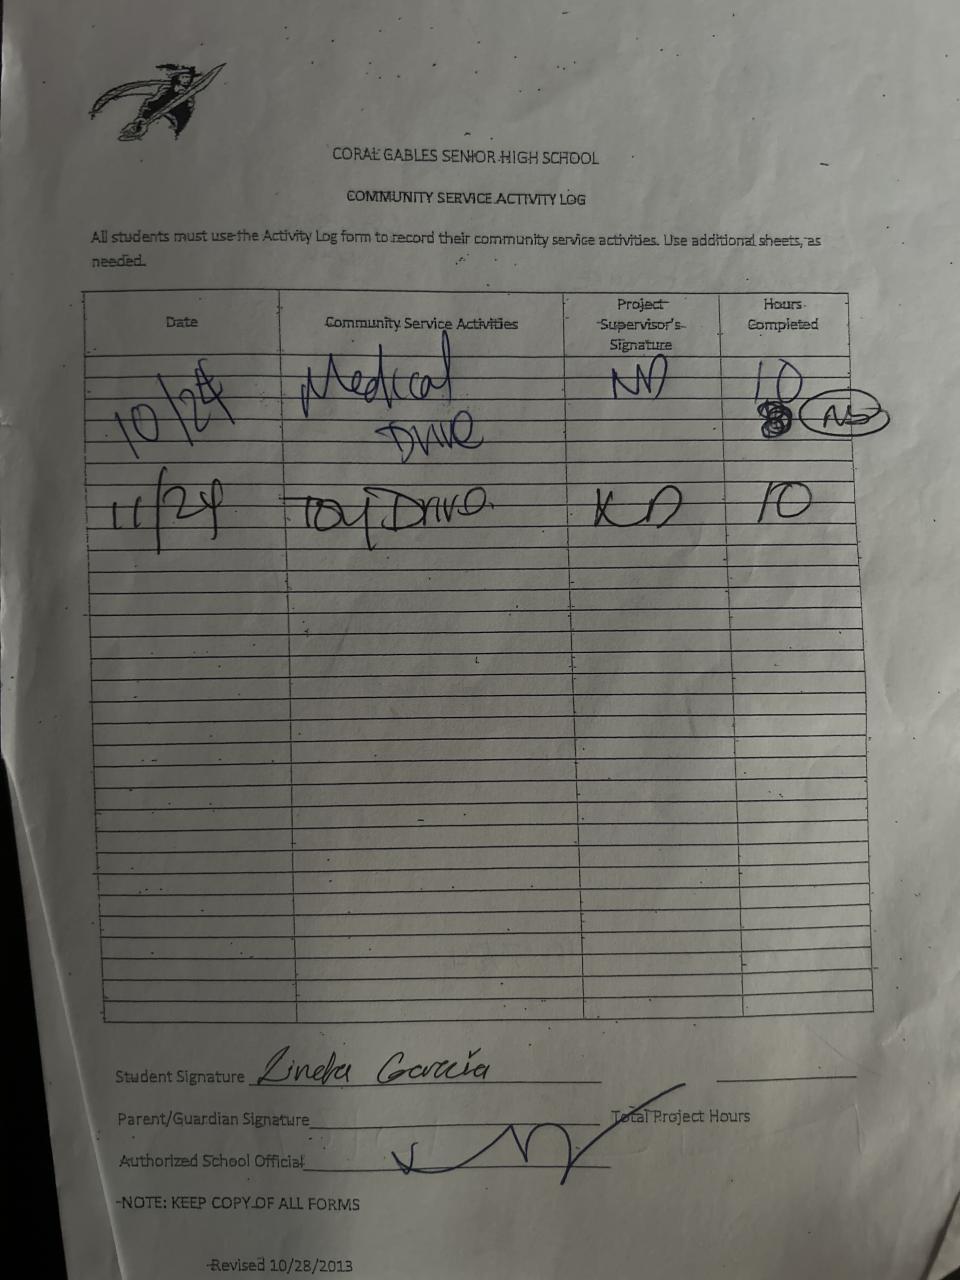 CORAL GABLES SENIOR HIGH SCHOOL
COMMUNITY SERVICE ACTIVITY LOG
All students must use the Activity Log form to record their community service activities. Use additional sheets, as
needed.
Date
Community Service Activities
Project
Supervisor's
Signature
Hours
Completed
10/24
Medical
Drive
10
11/24
Toy Drive
10
Student Signature Linda Garcia
Parent/Guardian Signature
Total Project Hours
Authorized School Official
NOTE: KEEP COPY OF ALL FORMS
Revised 10/28/2013